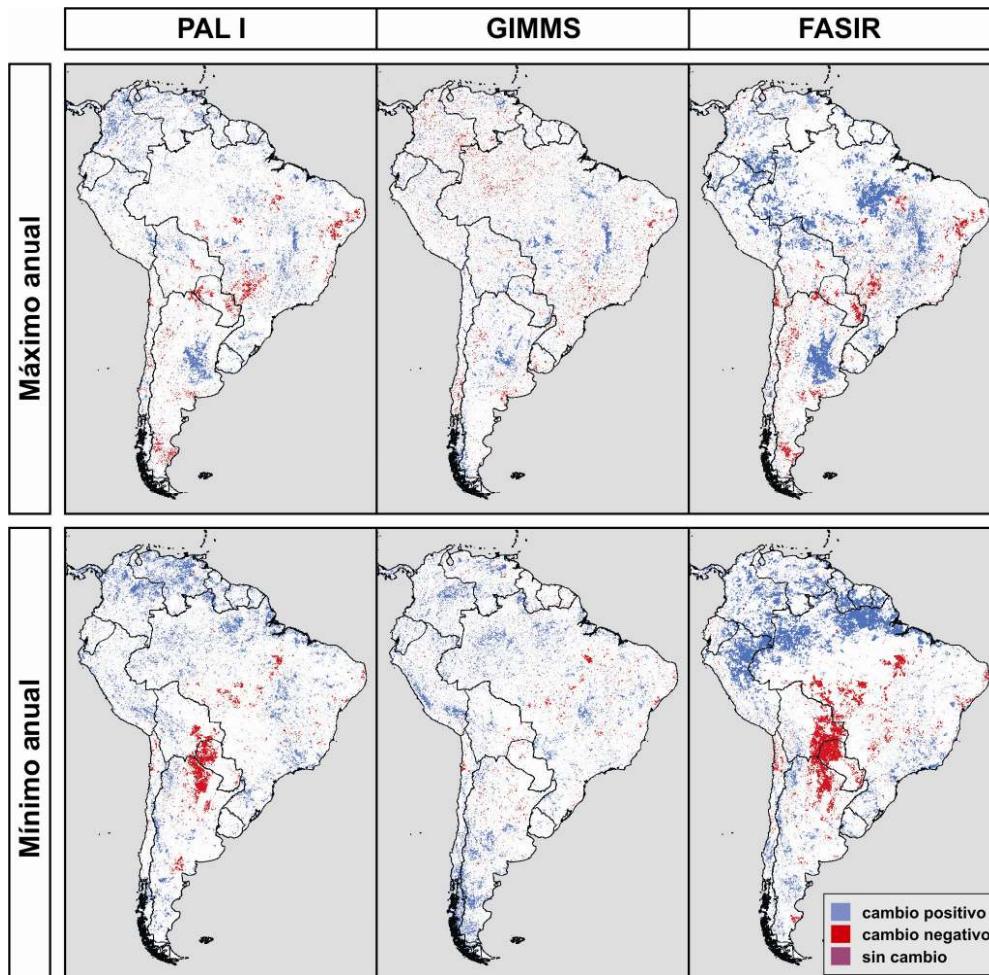 PAL I
GIMMS
FASIR
Máximo anual
Mínimo anual
cambio positivo
cambio negativo
sin cambio